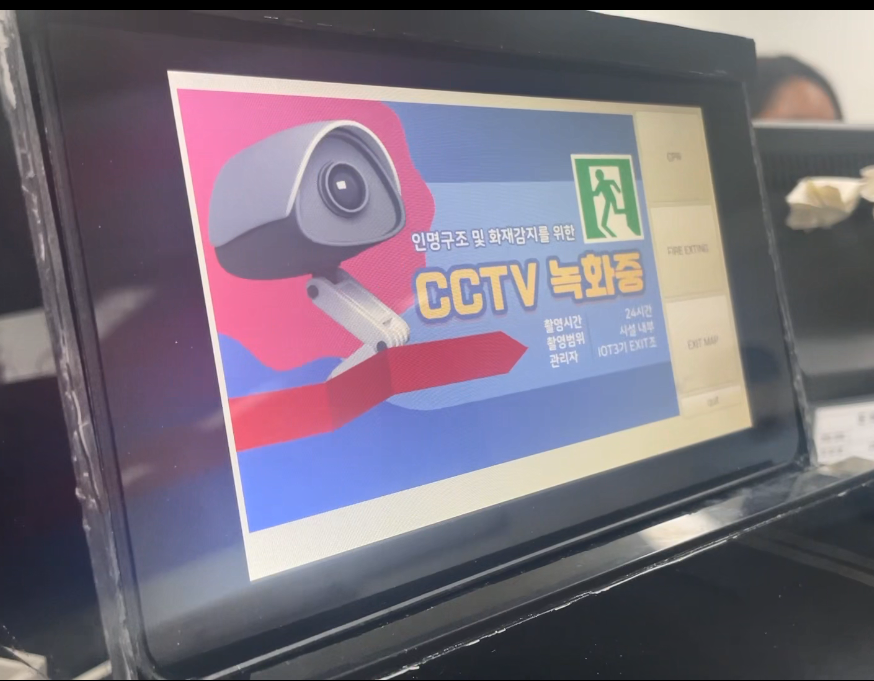 인명구조 및 화재감지를 위한
CCTV 녹화중
촬영시간 24시간
촬영범위 시설 내부
관리자 IOT3기 EXIT조
CPR
FIRE EXTING
EXIT MAP